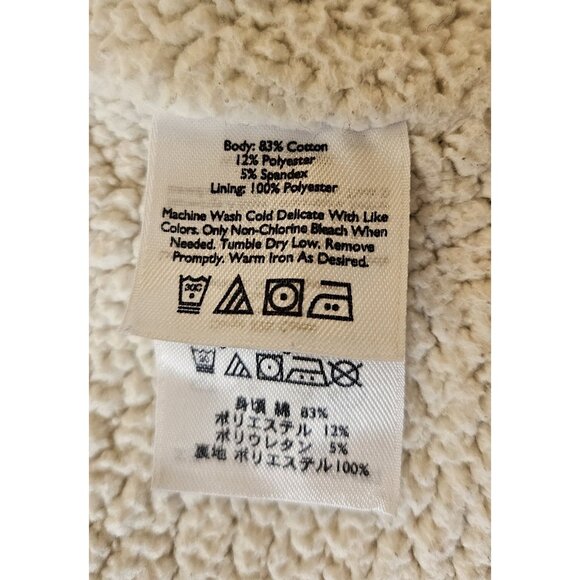 Body: 83% Cotton
12% Polyester
5% Spandex
Lining: 100% Polyester
Machine Wash Cold Delicate With Like
Colors. Only Non-Chlorine Bleach When
Needed. Tumble Dry Low. Remove
Promptly. Warm Iron As Desired.
30C
身頃 綿 83%
ポリエステル 12%
ポリウレタン 5%
裏地 ポリエステル100%